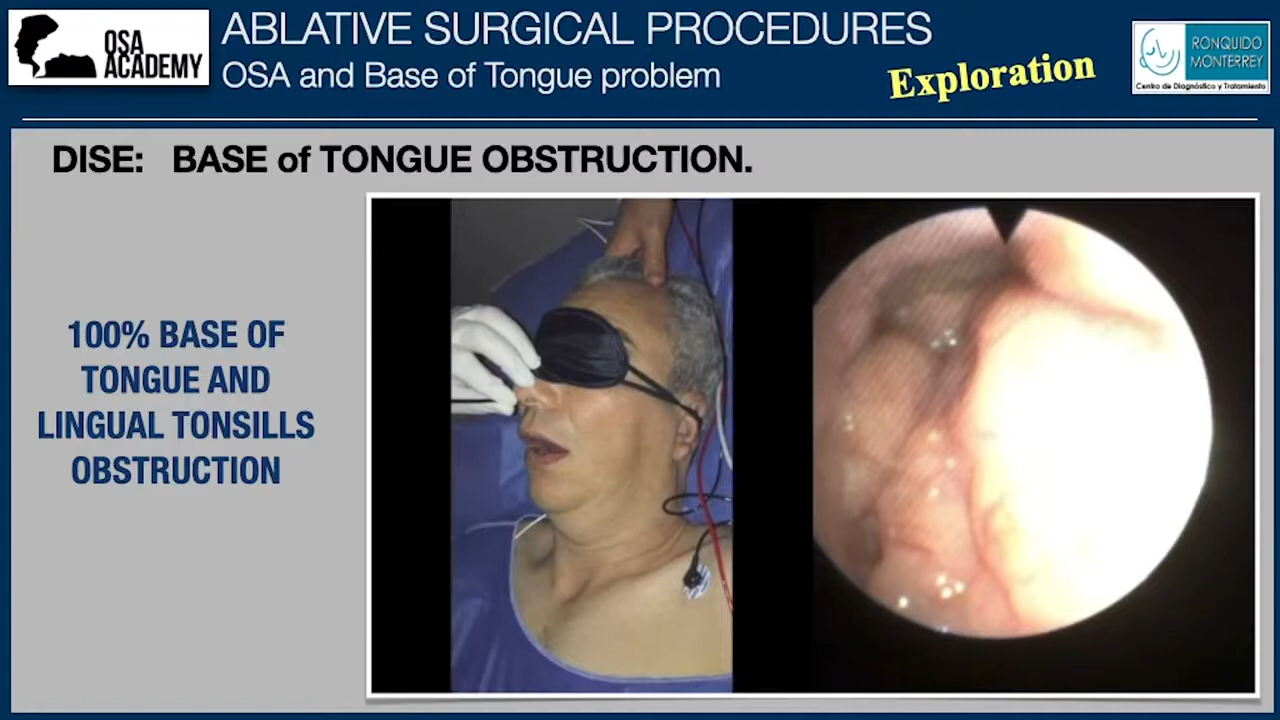 OSA
ACADEMY
ABLATIVE SURGICAL PROCEDURES
OSA and Base of Tongue problem
Exploration
RONQUIDO
MONTERREY
Centro de Diagnóstico y Tratamiento
DISE: BASE of TONGUE OBSTRUCTION.
100% BASE OF
TONGUE AND
LINGUAL TONSILLS
OBSTRUCTION